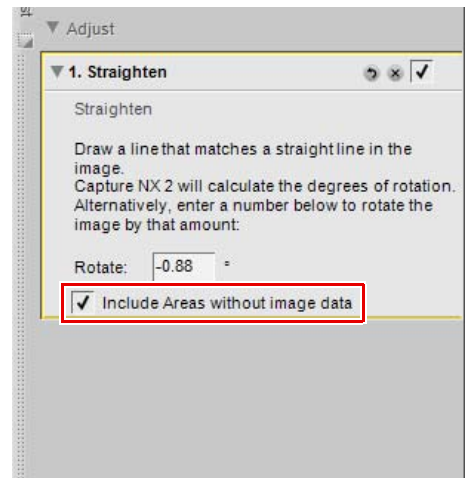 Adjust
1. Straighten
Straighten
Draw a line that matches a straight line in the
image.
Capture NX 2 will calculate the degrees of rotation.
Alternatively, enter a number below to rotate the
image by that amount:
Rotate: -0.88 °
Include Areas without image data